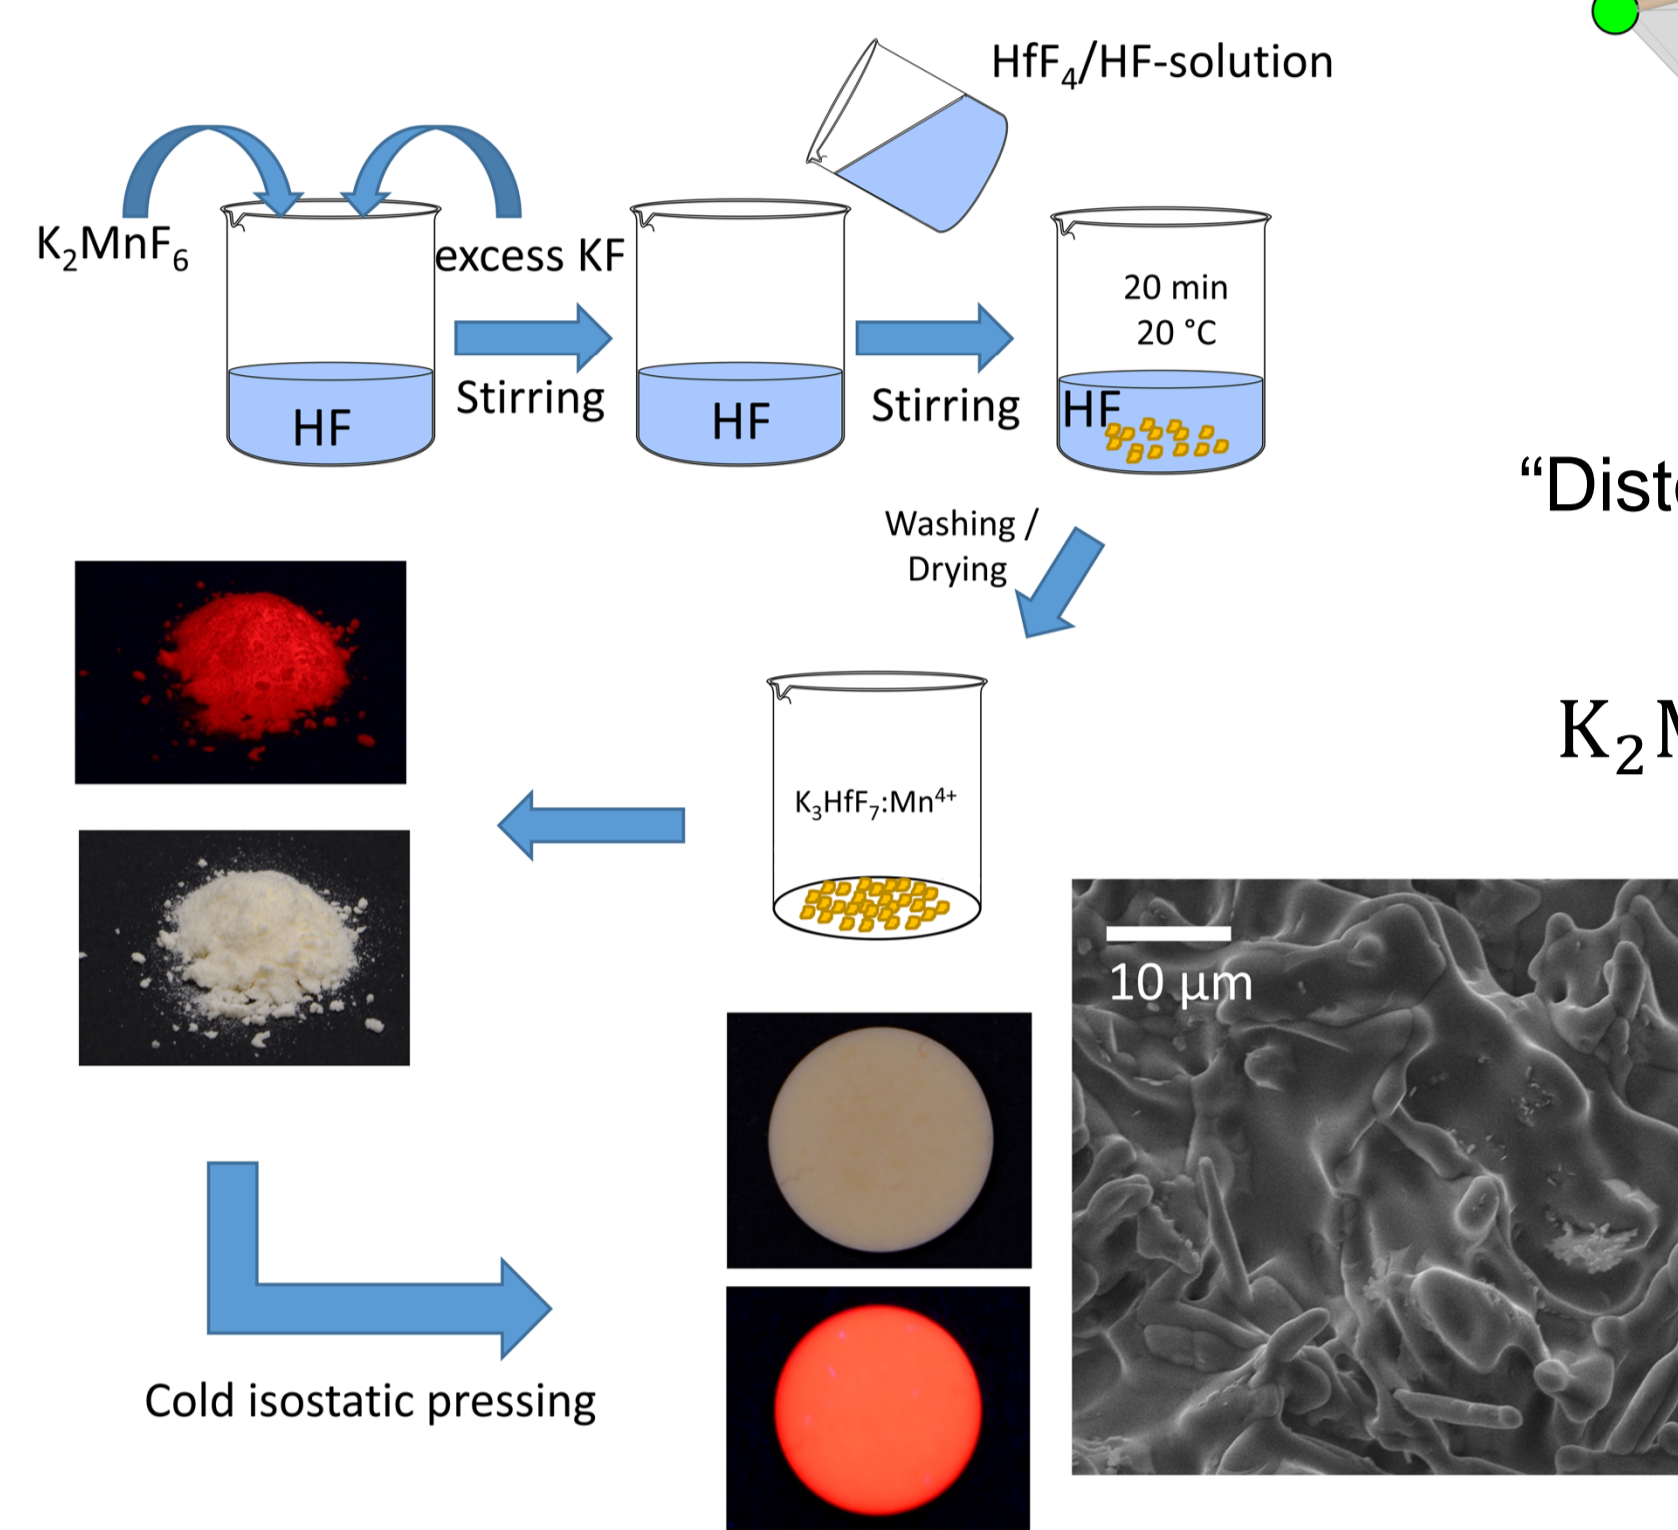 HfF₄/HF-solution
K₂MnF₆
excess KF
20 min
20 °C
HF
Stirring
HF
Stirring
HF
Washing /
Drying
K₃HfF₇:Mn⁴⁺
10 µm
Cold isostatic pressing
“Dist
K₂